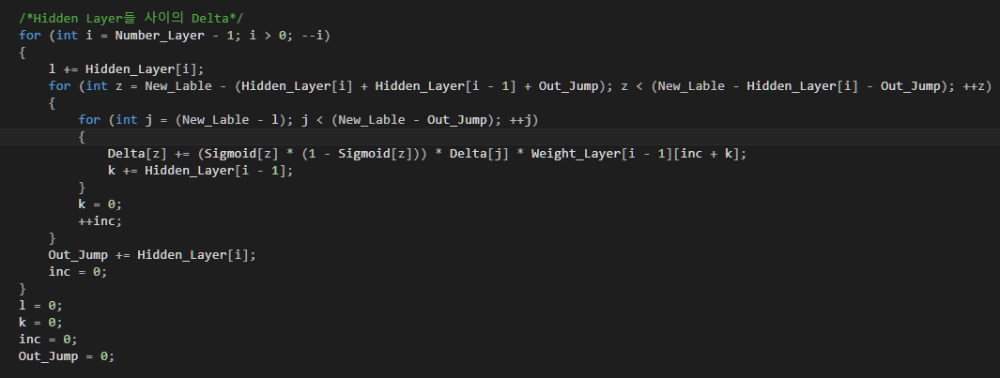 /*Hidden Layer들 사이의 Delta*/
for (int i = Number_Layer - 1; i > 0; --i)
{
l += Hidden_Layer[i];
for (int z = New_Lable - (Hidden_Layer[i] + Hidden_Layer[i - 1] + Out_Jump); z < (New_Lable - Hidden_Layer[i] - Out_Jump); ++z)
{
for (int j = (New_Lable - l); j < (New_Lable - Out_Jump); ++j)
{
Delta[z] += (Sigmoid[z] * (1 - Sigmoid[z])) * Delta[j] * Weight_Layer[i - 1][inc + k];
k += Hidden_Layer[i - 1];
}
k = 0;
++inc;
}
Out_Jump += Hidden_Layer[i];
inc = 0;
}
l = 0;
k = 0;
inc = 0;
Out_Jump = 0;